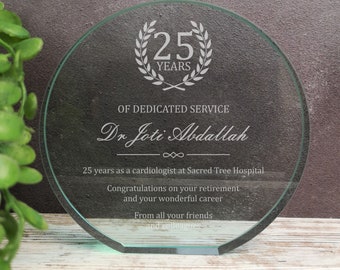 25
YEARS
OF DEDICATED SERVICE
Dr Joti Abdallah
25 years as a cardiologist at Sacred Tree Hospital
Congratulations on your retirement
and your wonderful career
From all your friends